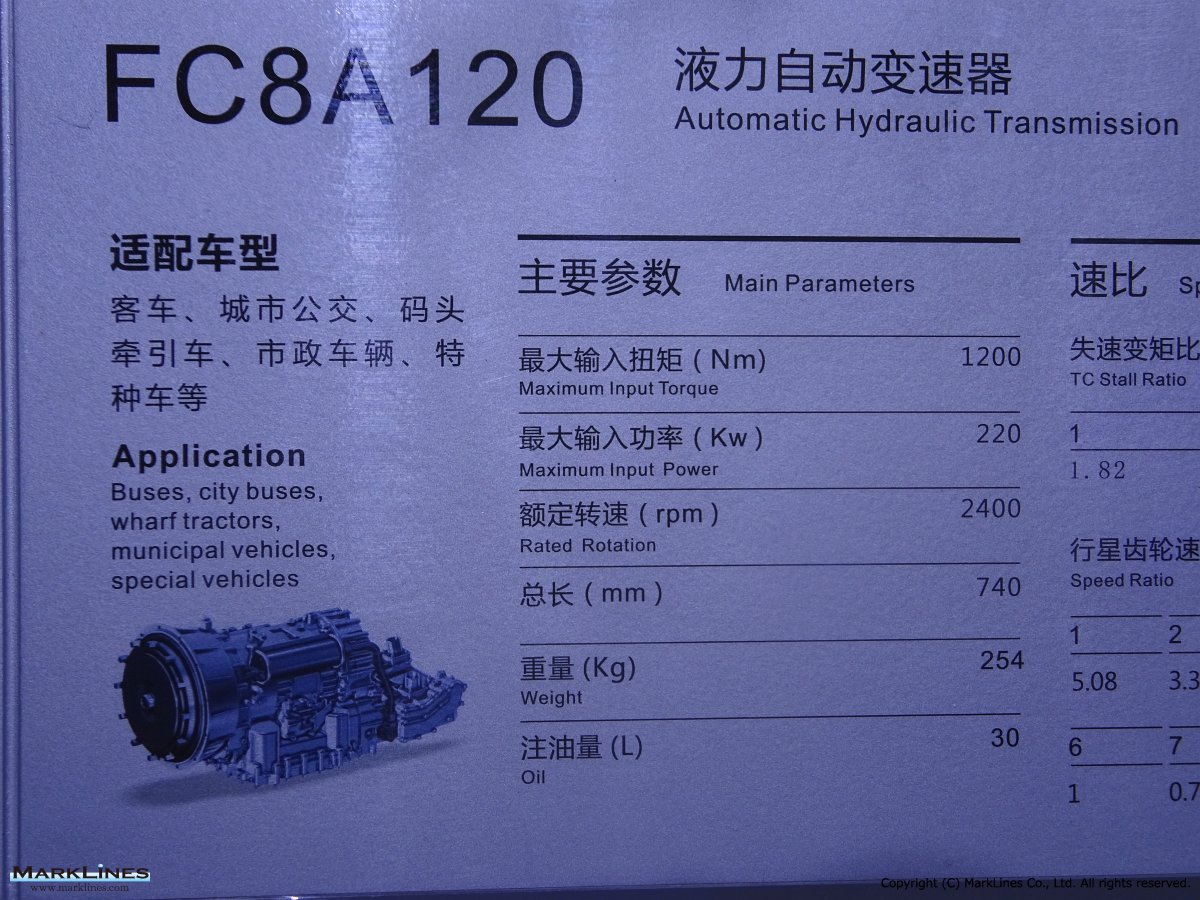 FC8A120
液力自动变速器
Automatic Hydraulic Transmission
适配车型
客车、城市公交、码头
牵引车、市政车辆、特
种车等
Application
Buses, city buses,
wharf tractors,
municipal vehicles,
special vehicles
主要参数 Main Parameters
最大输入扭矩 ( Nm) 1200
Maximum Input Torque
最大输入功率 ( Kw ) 220
Maximum Input Power
额定转速 ( rpm ) 2400
Rated Rotation
总长 ( mm ) 740
重量 (Kg) 254
Weight
注油量 (L) 30
Oil
速比
失速变矩比
TC Stall Ratio
1
1.82
行星齿轮速
Speed Ratio
1 2
5.08 3.3
6 7
1 0.7
MARKLINES
www.marklines.com
Copyright (C) MarkLines Co., Ltd. All rights reserved.